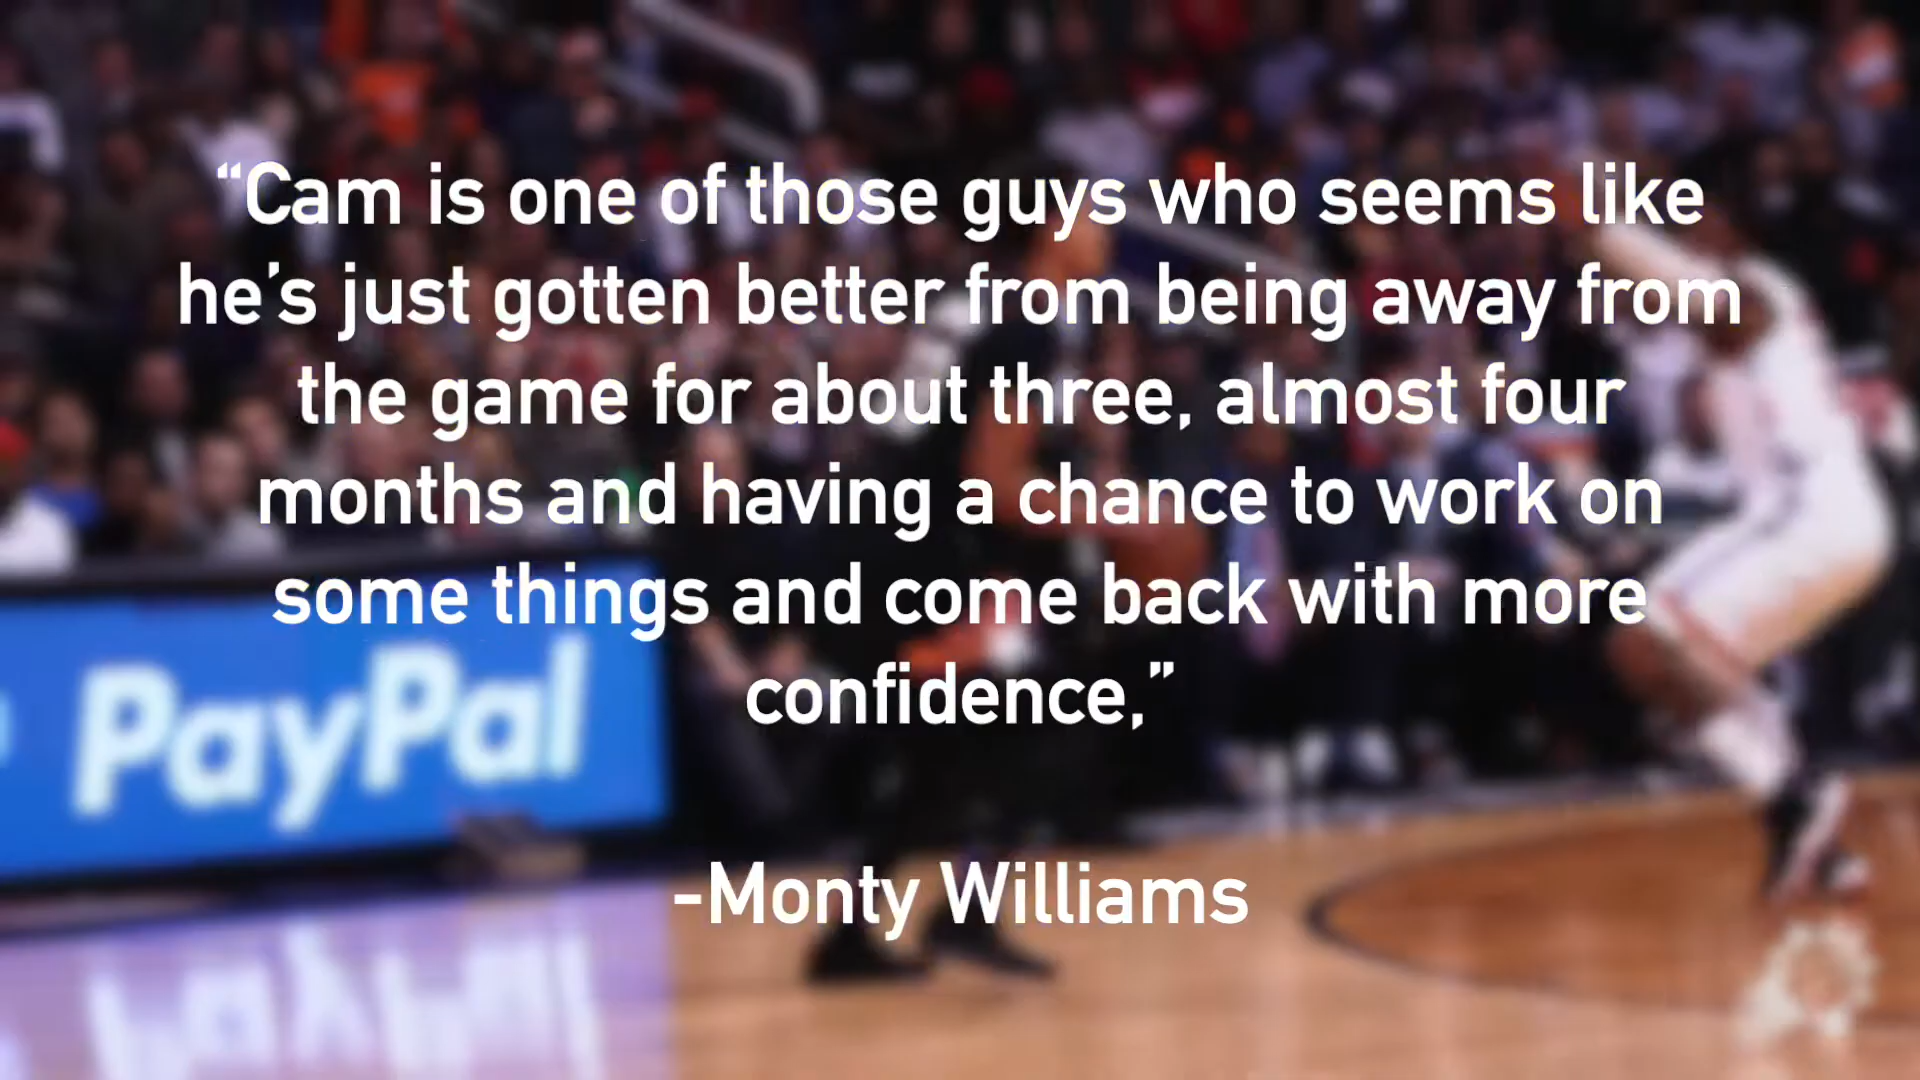 “Cam is one of those guys who seems like
he’s just gotten better from being away from
the game for about three, almost four
months and having a chance to work on
some things and come back with more
confidence,”
-Monty Williams
PayPal